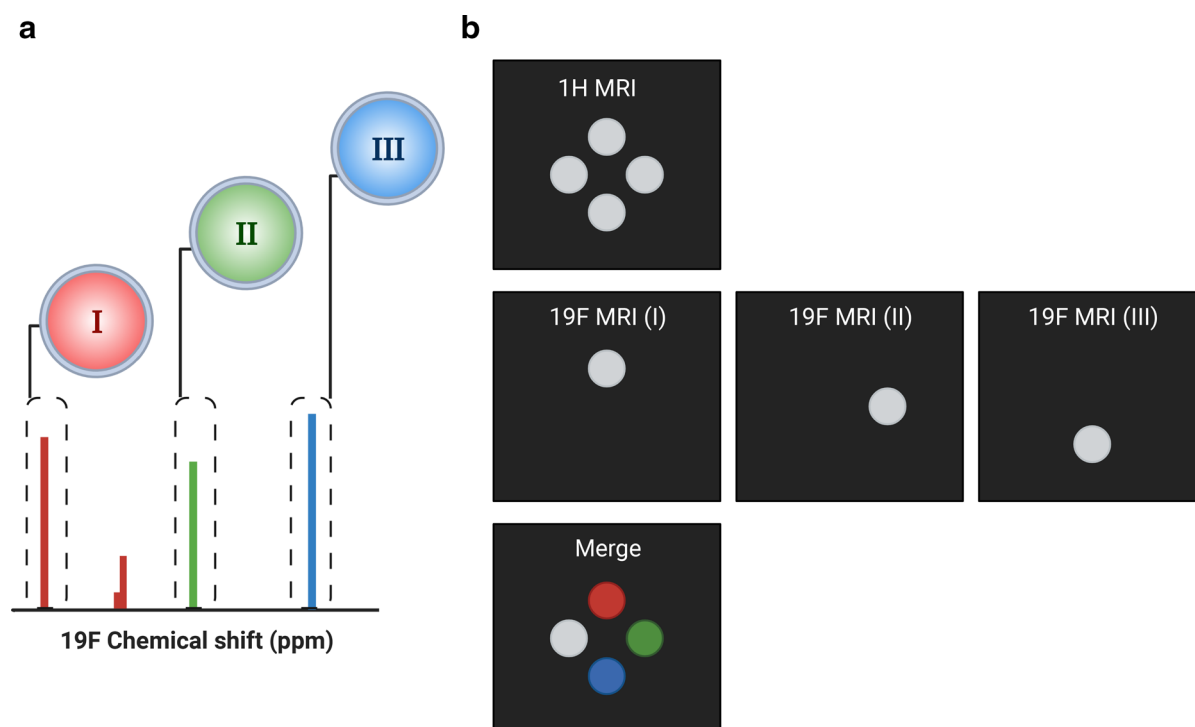 a
b
1H MRI
III
II
I
19F MRI (I)
19F MRI (II)
19F MRI (III)
Merge
19F Chemical shift (ppm)